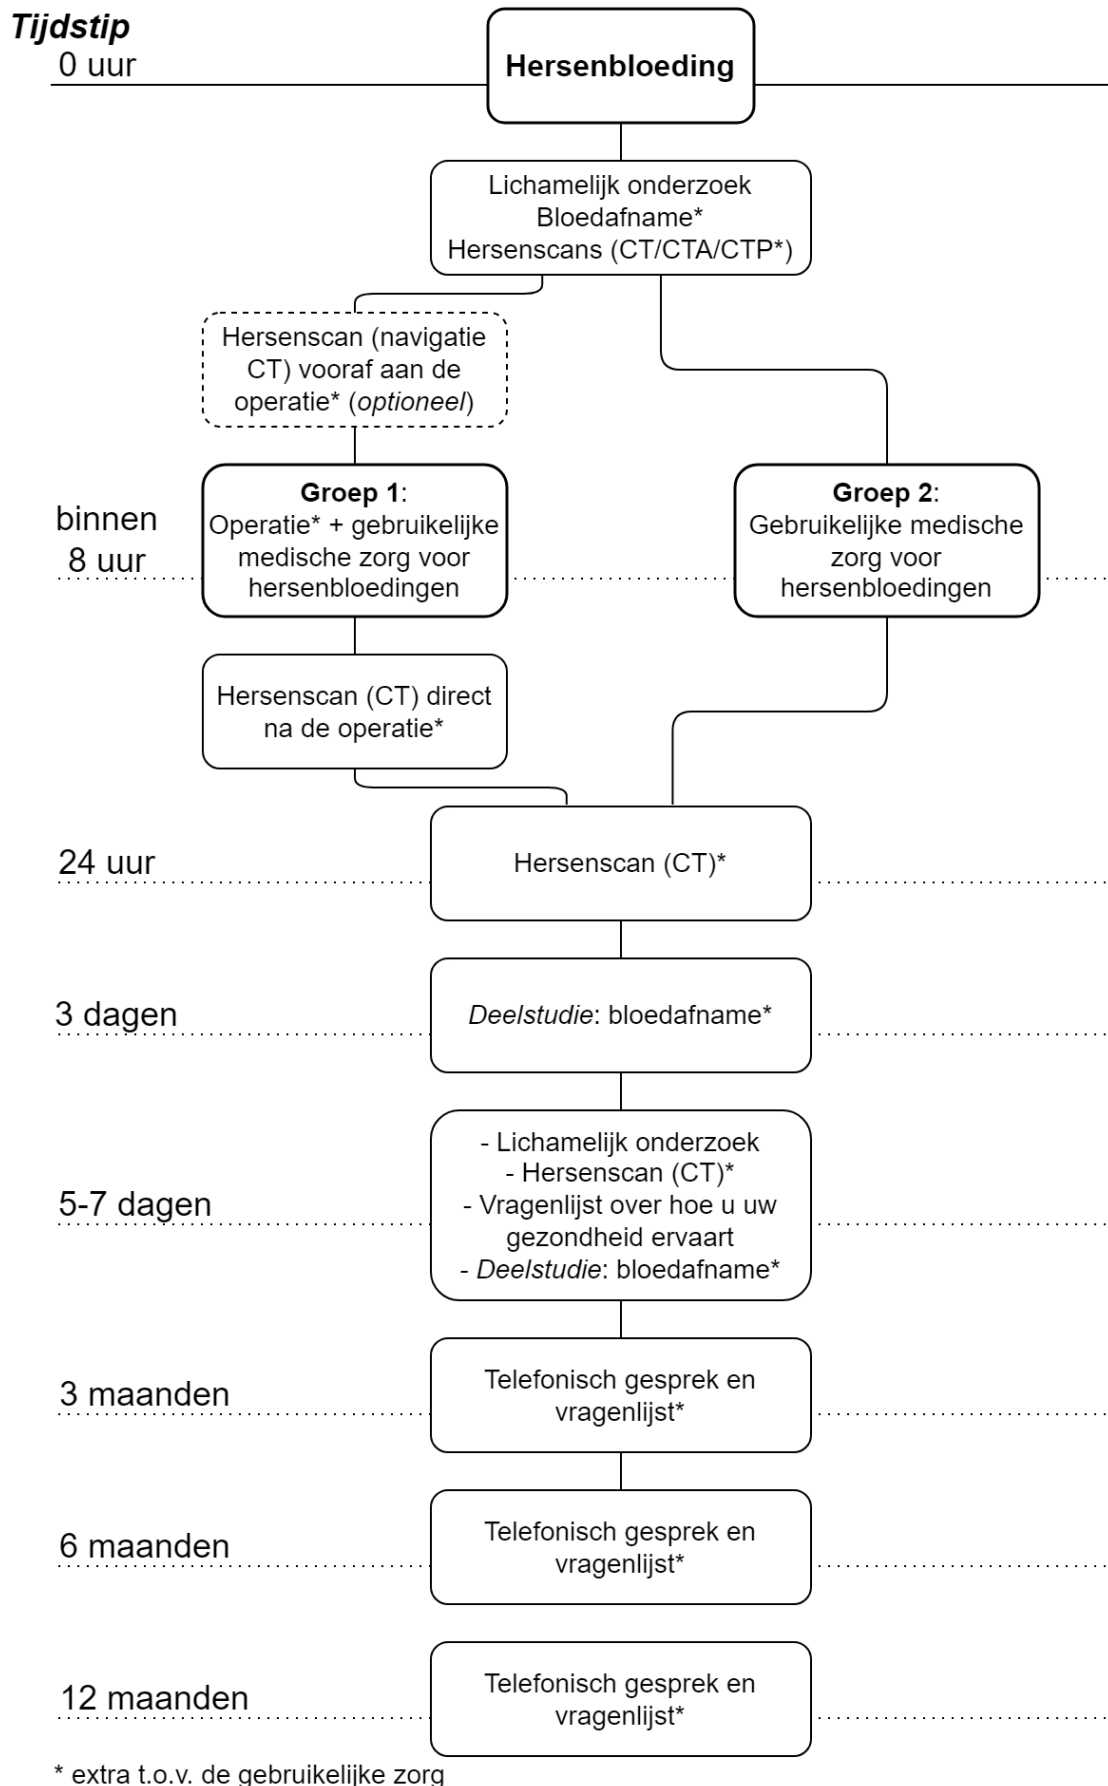 Tijdstip
0 uur
Hersenbloeding
Lichamelijk onderzoek
Bloedafname*
Hersenscans (CT/CTA/CTP*)
Hersenscan (navigatie
CT) vooraf aan de
operatie* (optioneel)
binnen
8 uur
Groep 1:
Operatie* + gebruikelijke
medische zorg voor
hersenbloedingen
Groep 2:
Gebruikelijke medische
zorg voor
hersenbloedingen
Hersenscan (CT) direct
na de operatie*
24 uur
Hersenscan (CT)*
3 dagen
Deelstudie: bloedafname*
5-7 dagen
- Lichamelijk onderzoek
- Hersenscan (CT)*
- Vragenlijst over hoe u uw
gezondheid ervaart
- Deelstudie: bloedafname*
3 maanden
Telefonisch gesprek en
vragenlijst*
6 maanden
Telefonisch gesprek en
vragenlijst*
12 maanden
Telefonisch gesprek en
vragenlijst*
* extra t.o.v. de gebruikelijke zorg